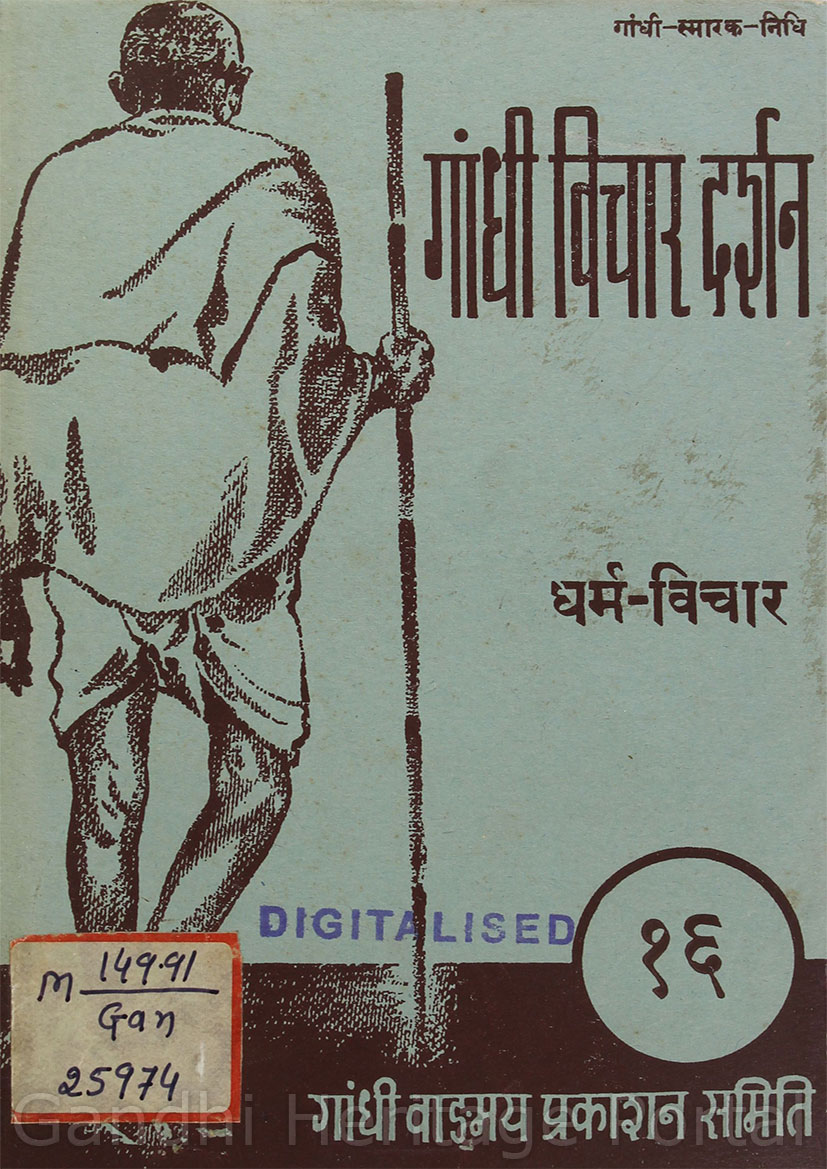 गांधी-स्मारक-निधि
गांधी विचार दर्शन
धर्म-विचार
DIGITALISED
१६
M 149.91
Gan
25974
गांधी वाङ्मय प्रकाशन समिति
Gandhi Heritage Portal